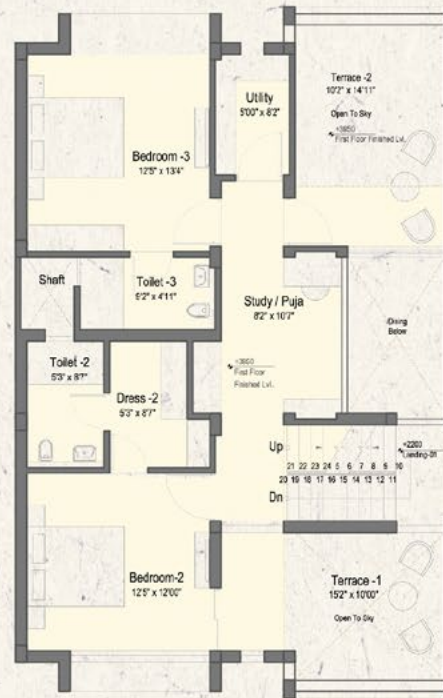 Terrace -2
10'2" x 14'11"
Open To Sky
+3950
First Floor Finished Lvl.
Utility
5'00" x 8'2"
Bedroom -3
12'5" x 13'4"
Shaft
Toilet -3
9'2" x 4'11"
Study / Puja
8'2" x 10'7"
Dining
Below
Toilet -2
5'3" x 8'7"
Dress -2
5'3" x 8'7"
First Floor
Finished Lvl.
Up
21 22 23 24 5 6 7 8 9 10
20 19 18 17 16 15 14 13 12 11
Dn
+2200
Landing-01
Bedroom-2
12'5" x 12'00"
Terrace -1
15'2" x 10'00"
Open To Sky